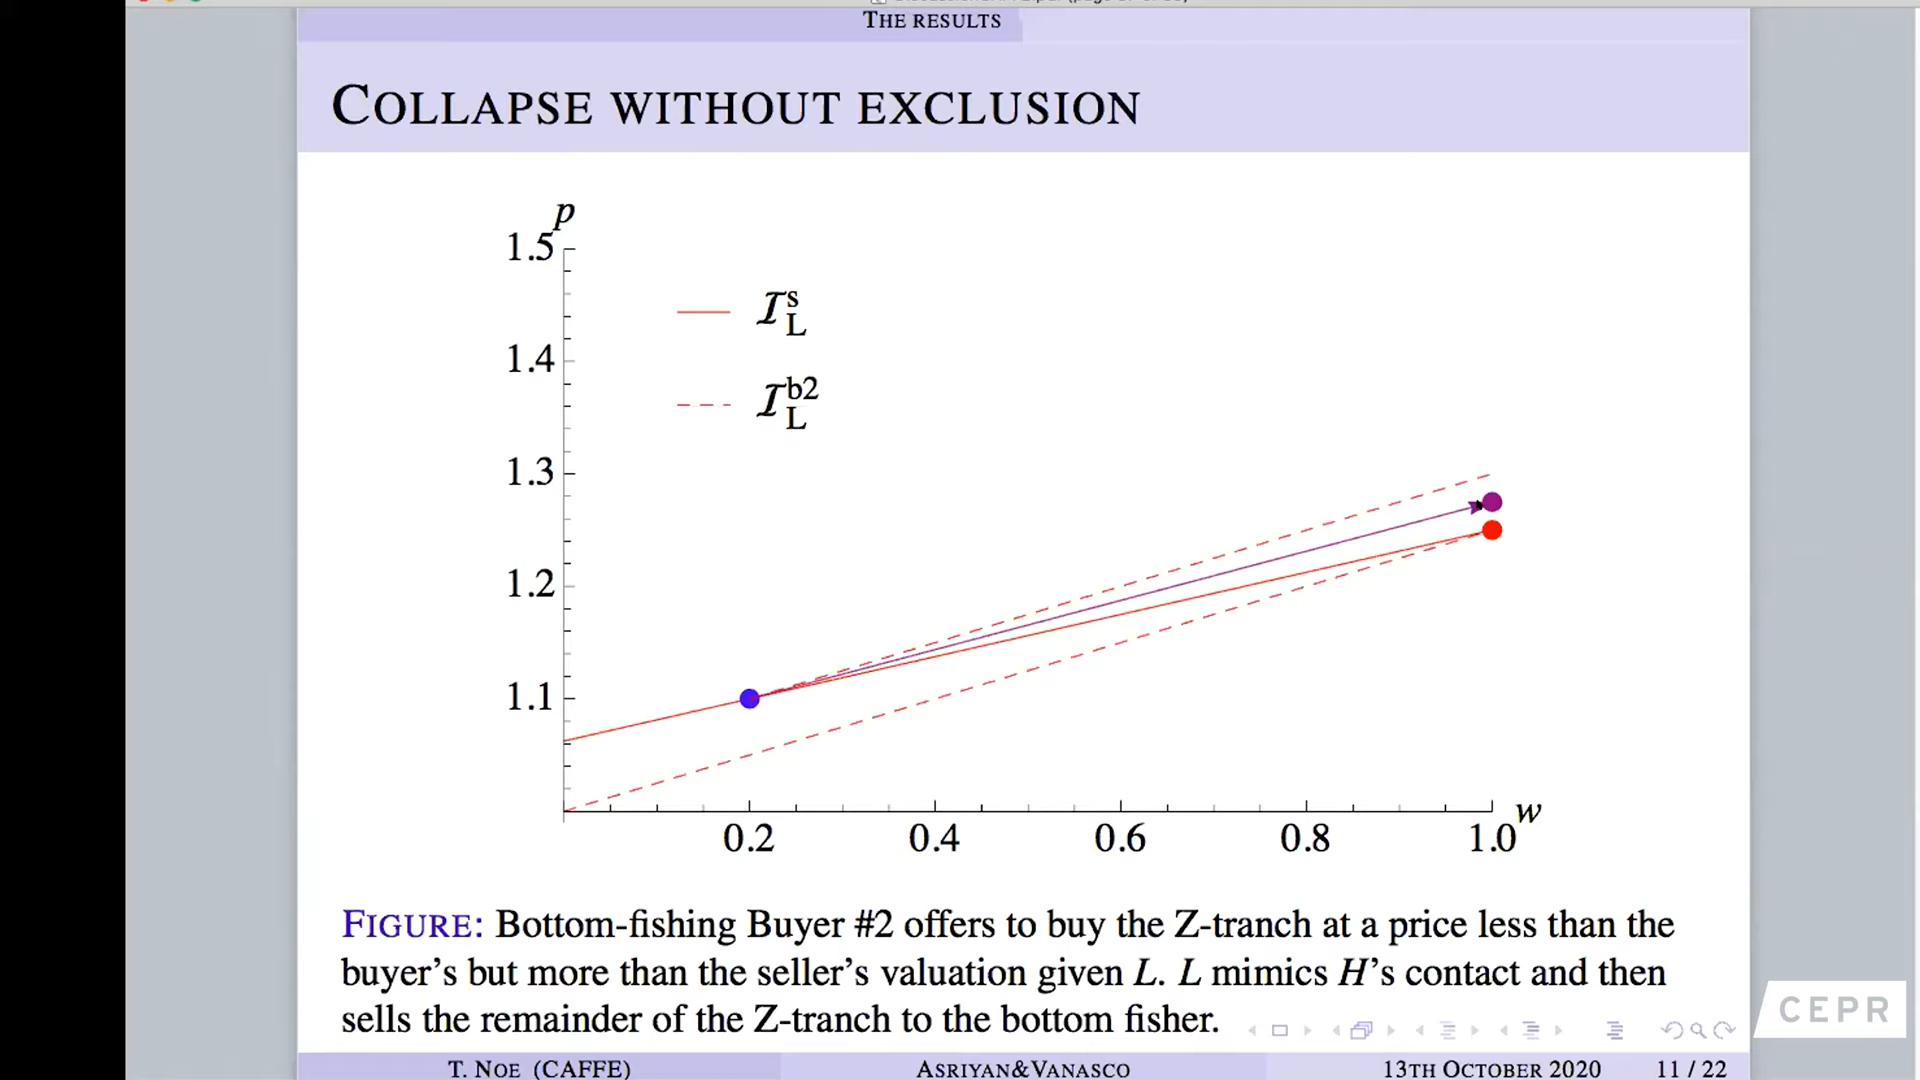 THE RESULTS
COLLAPSE WITHOUT EXCLUSION
p
1.5
1.4
1.3
1.2
1.1
I^s_L
I^b2_L
0.2 0.4 0.6 0.8 1.0 w
FIGURE: Bottom-fishing Buyer #2 offers to buy the Z-tranch at a price less than the
buyer's but more than the seller's valuation given L. L mimics H's contact and then
sells the remainder of the Z-tranch to the bottom fisher.
CEPR
T. NOE (CAFFE) ASRIYAN&VANASCO 13TH OCTOBER 2020 11 / 22